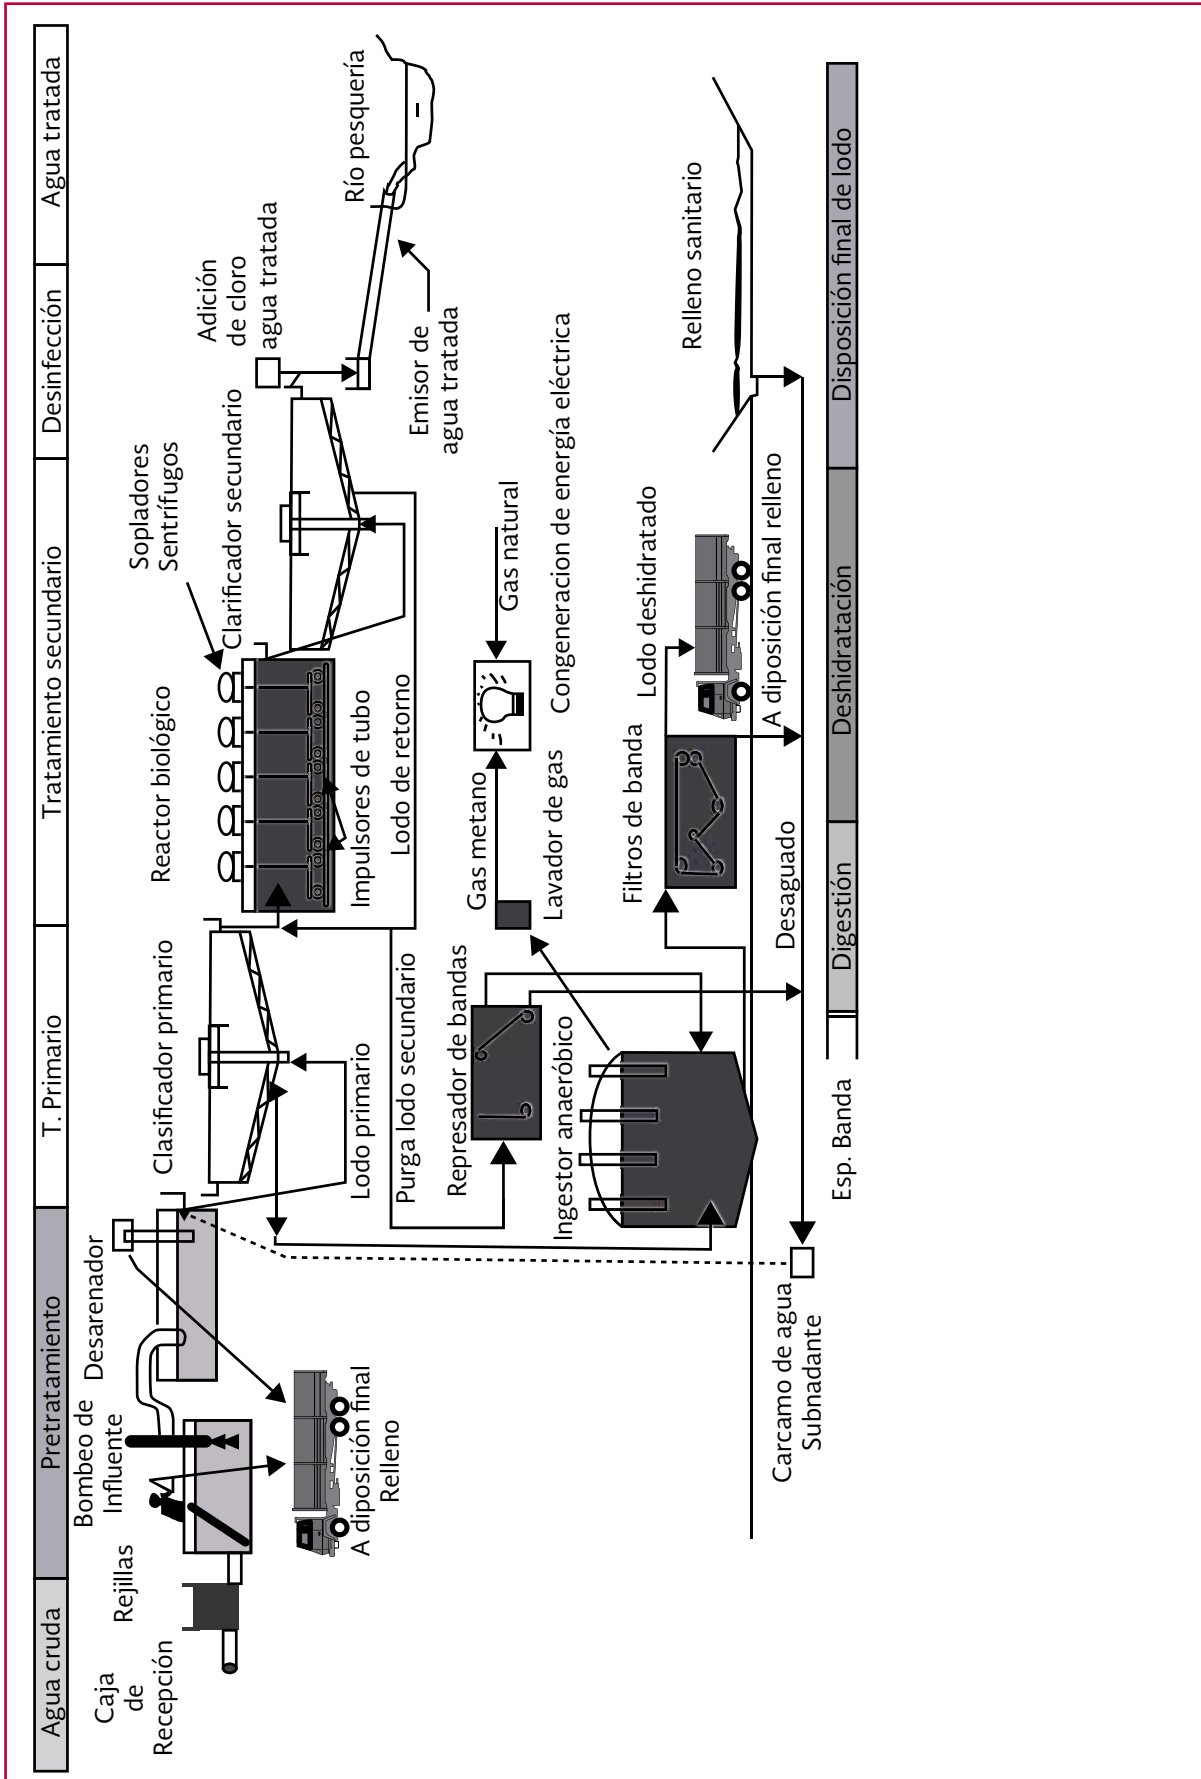 Agua cruda
Pretratamiento
T. Primario
Tratamiento secundario
Desinfección
Agua tratada
Caja
de
Recepción
Rejillas
Bombeo de
Influente
Desarenador
A diposición final
Relleno
Clasificador primario
Lodo primario
Purga lodo secundario
Reactor biológico
Sopladores
Sentrífugos
Impulsores de tubo
Lodo de retorno
Clarificador secundario
Adición
de cloro
agua tratada
Emisor de
agua tratada
Río pesquería
Represador de bandas
Ingestor anaeróbico
Gas metano
Lavador de gas
Gas natural
Congeneracion de energía eléctrica
Filtros de banda
Lodo deshidratado
A diposición final relleno
Relleno sanitario
Desaguado
Carcamo de agua
Subnadante
Esp. Banda
Digestión
Deshidratación
Disposición final de lodo